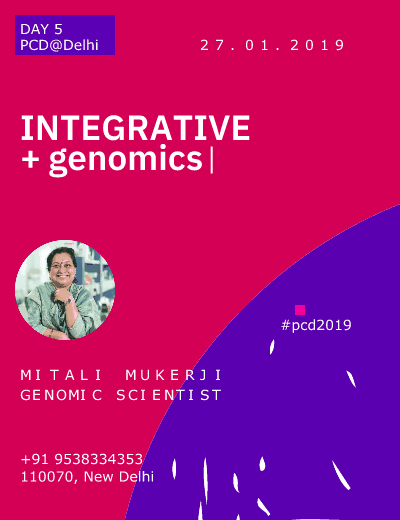 DAY 5
PCD@Delhi
27.01.2019
INTEGRATIVE
+ genomics|
#pcd2019
MITALI MUKERJI
GENOMIC SCIENTIST
+91 9538334353
110070, New Delhi